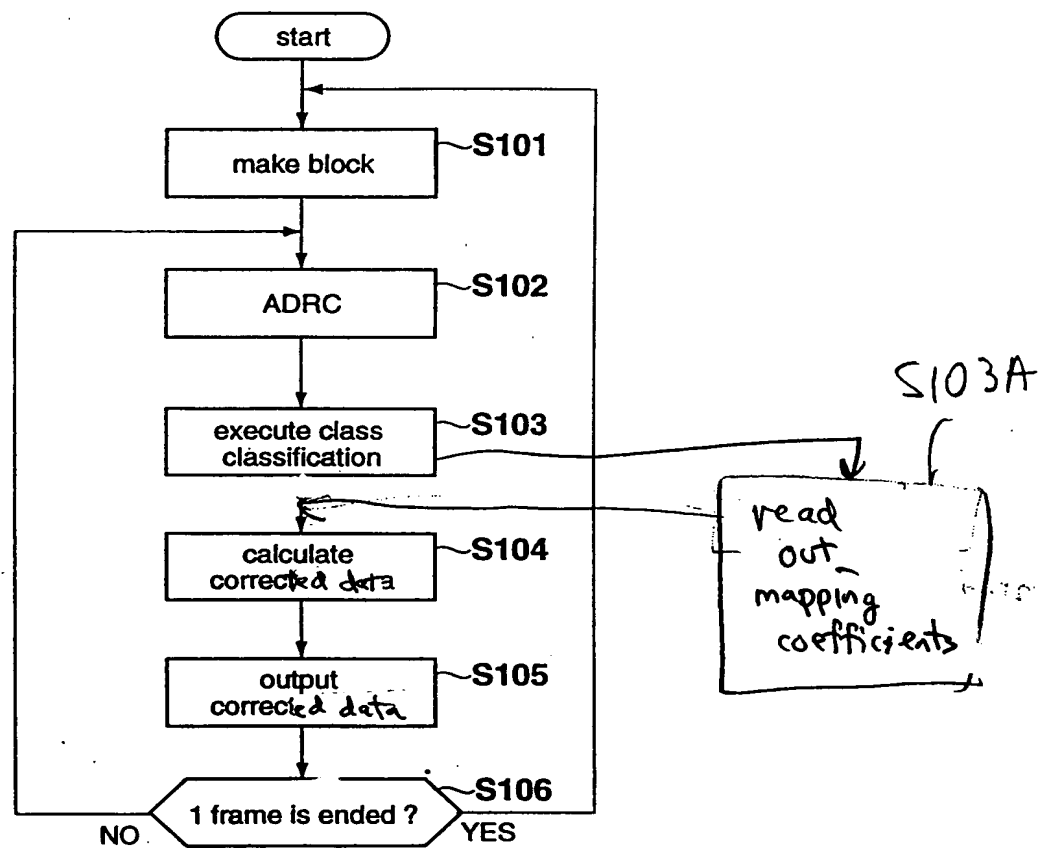 start
make block
S101
ADRC
S102
execute class
classification
S103
S103A
read
out
mapping
coefficients
calculate
corrected data
S104
output
corrected data
S105
1 frame is ended ?
S106
NO
YES